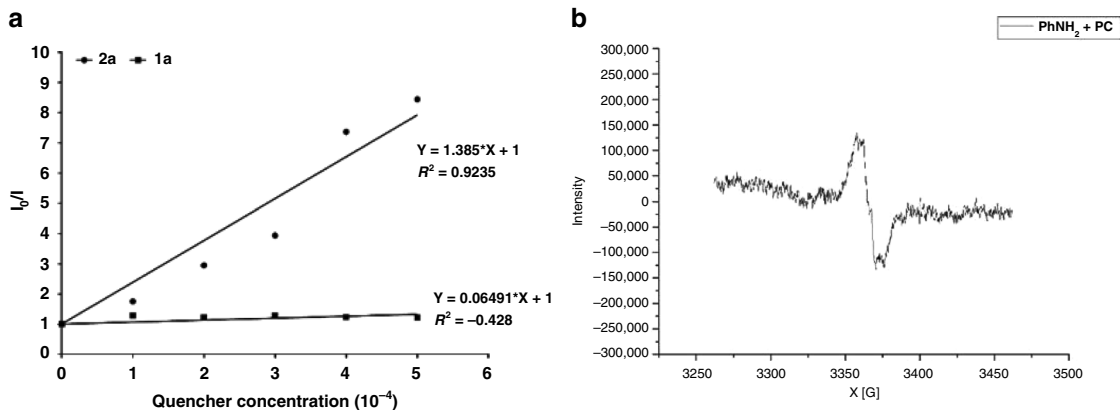 a
10
9
8
7
6
5
4
3
2
1
0
I₀/I
2a 1a
Y = 1.385*X + 1
R² = 0.9235
Y = 0.06491*X + 1
R² = –0.428
0 1 2 3 4 5 6
Quencher concentration (10⁻⁴)
b
PhNH₂ + PC
300,000
250,000
200,000
150,000
100,000
50,000
0
–50,000
–100,000
–150,000
–200,000
–250,000
–300,000
Intensity
3250 3300 3350 3400 3450 3500
X [G]